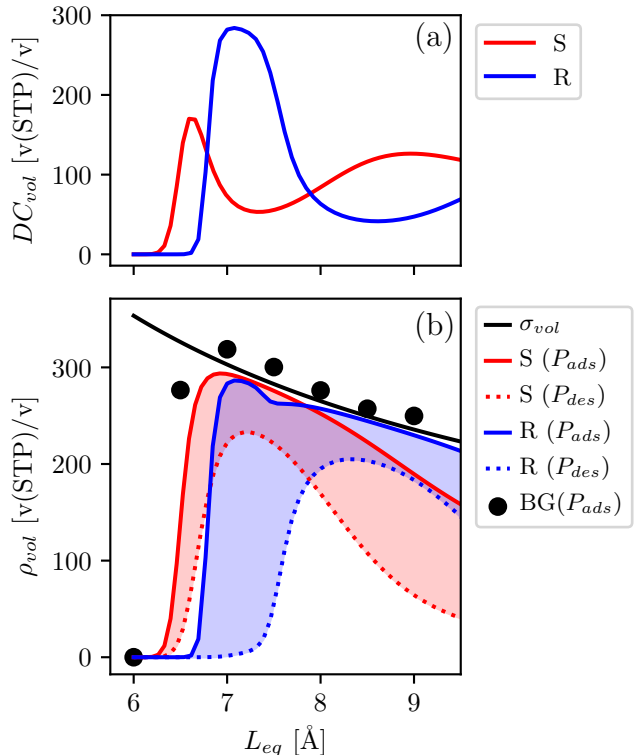 (a)
S
R
300
200
100
0
DC_vol [v(STP)/v]
(b)
σ_vol
S (P_ads)
S (P_des)
R (P_ads)
R (P_des)
BG(P_ads)
300
200
100
0
ρ_vol [v(STP)/v]
6 7 8 9
L_eq [Å]